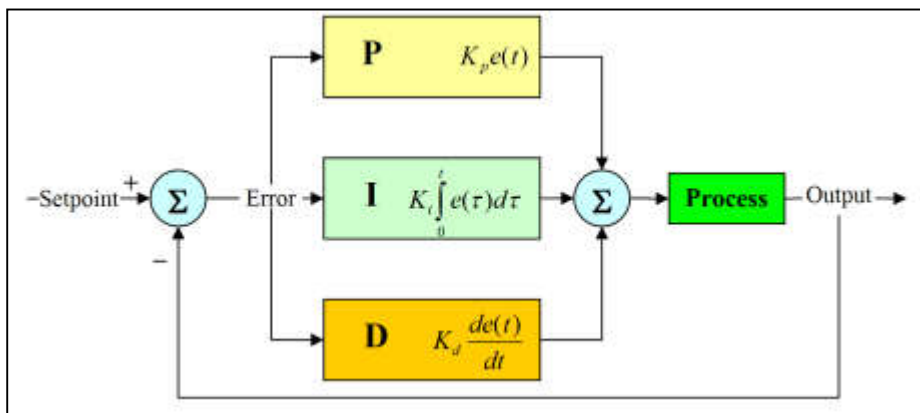 P K_p e(t)
Setpoint + Σ Error I K_i ∫_0^t e(τ)dτ Σ Process Output
−
D K_d de(t)/dt